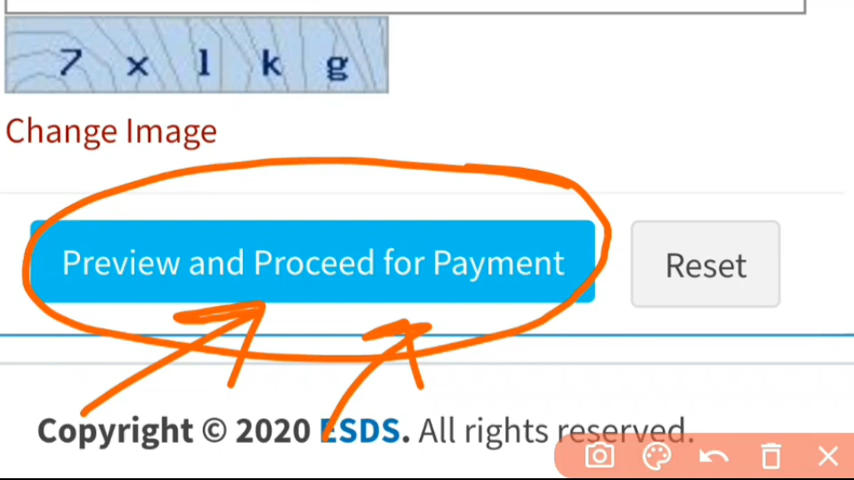 7 x l k g
Change Image
Preview and Proceed for Payment
Reset
Copyright © 2020 ESDS. All rights reserved.